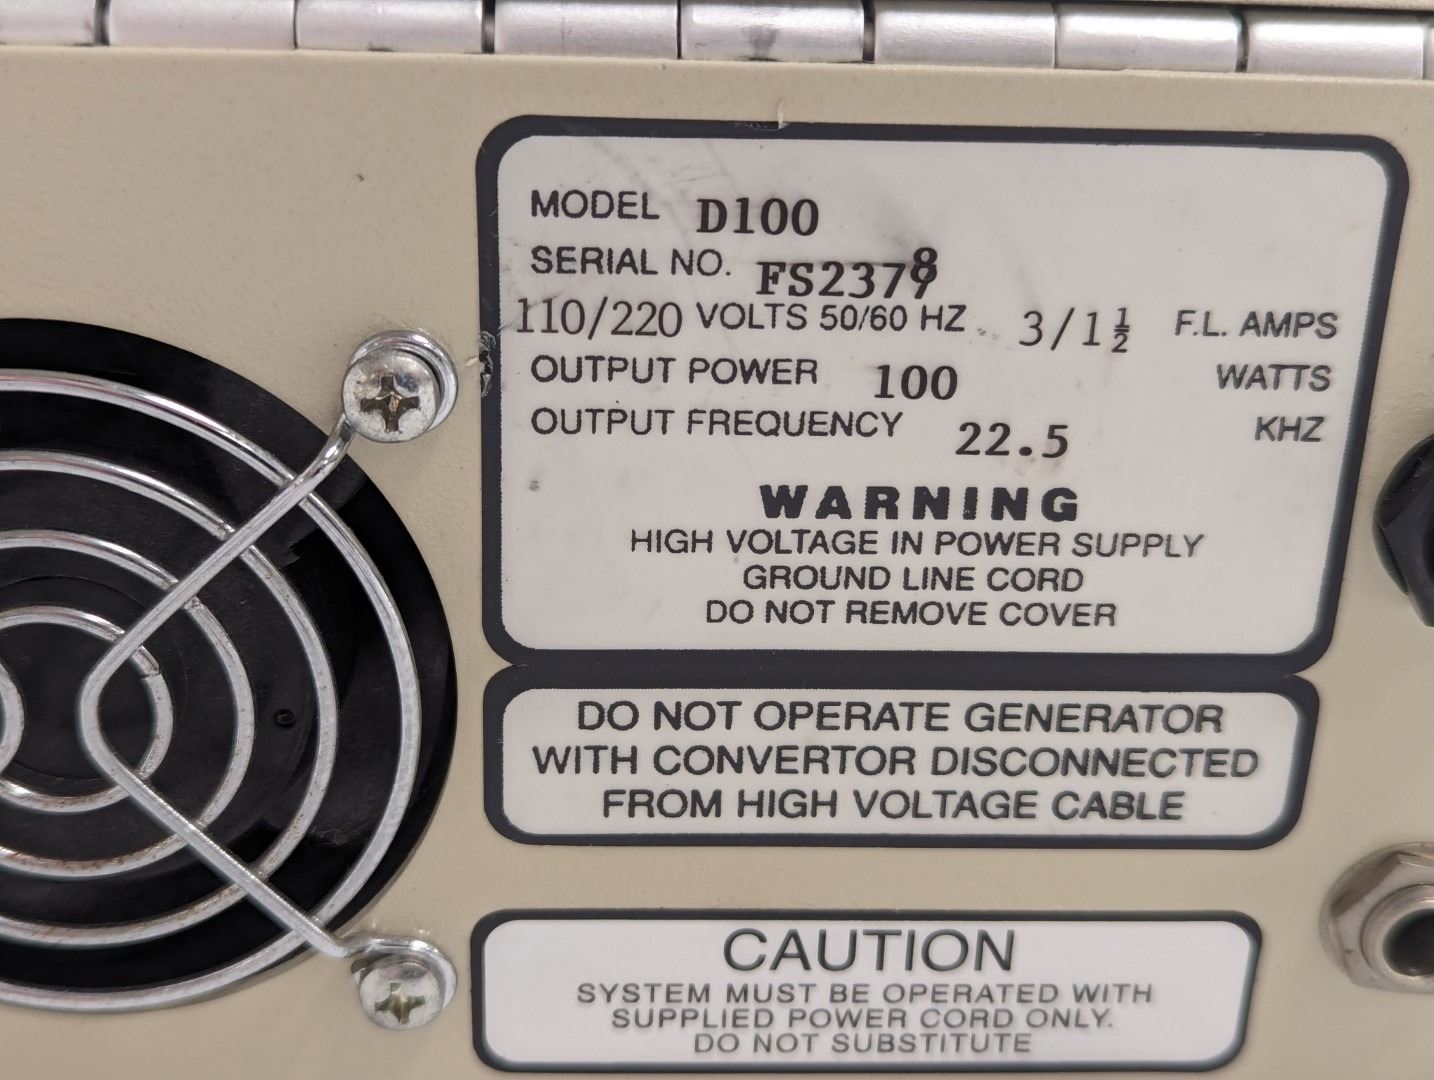 MODEL D100
SERIAL NO. FS2378
110/220 VOLTS 50/60 HZ 3/1½ F.L. AMPS
OUTPUT POWER 100 WATTS
OUTPUT FREQUENCY 22.5 KHZ
WARNING
HIGH VOLTAGE IN POWER SUPPLY
GROUND LINE CORD
DO NOT REMOVE COVER
DO NOT OPERATE GENERATOR
WITH CONVERTOR DISCONNECTED
FROM HIGH VOLTAGE CABLE
CAUTION
SYSTEM MUST BE OPERATED WITH
SUPPLIED POWER CORD ONLY.
DO NOT SUBSTITUTE